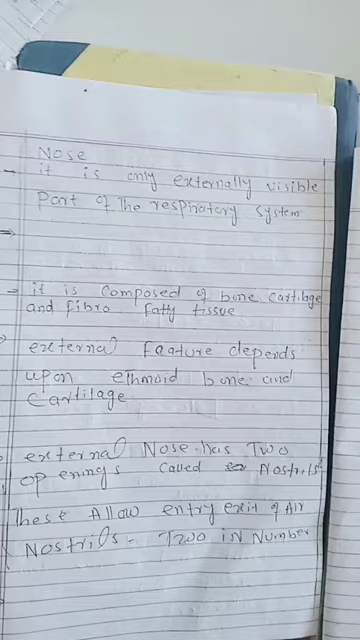 Nose
- it is only externally visible
Part of The respiratory System
⇒
⇒ it is composed of bone cartilage
and fibro fatty tissue
external faature depends
upon ethmoid bone and
Cartilage
external Nose has Two
openings called Nostrils
These Allow entry exit of Air
Nostrils - Two in Number